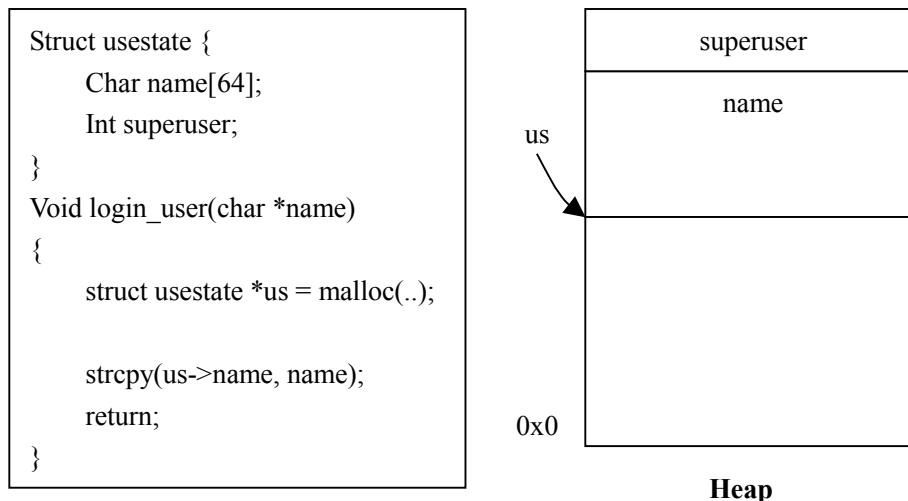 Struct usestate {
Char name[64];
Int superuser;
}
Void login_user(char *name)
{
struct usestate *us = malloc(..);
strcpy(us->name, name);
return;
}
superuser
name
us
0x0
Heap